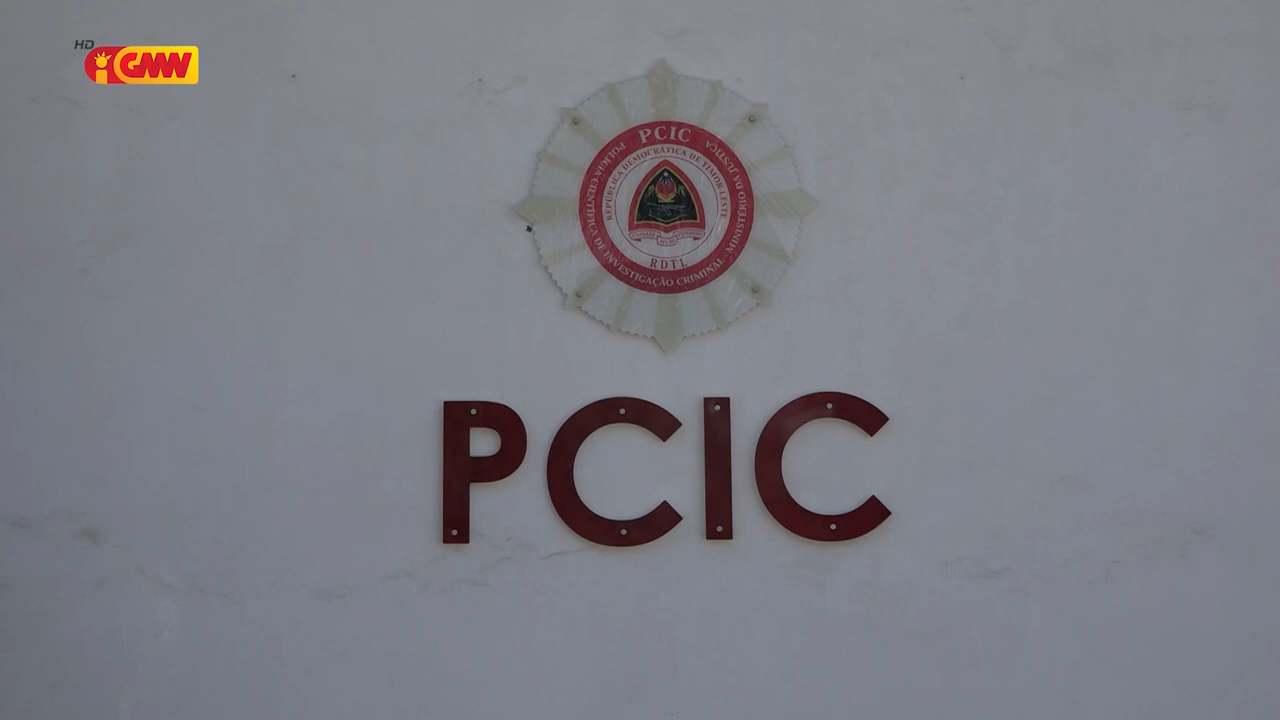 HD
GMN
PCIC
POLÍCIA CIENTÍFICA DE INVESTIGAÇÃO CRIMINAL - MINISTÉRIO DA JUSTIÇA
REPÚBLICA DEMOCRÁTICA DE TIMOR LESTE
RDTL
PCIC